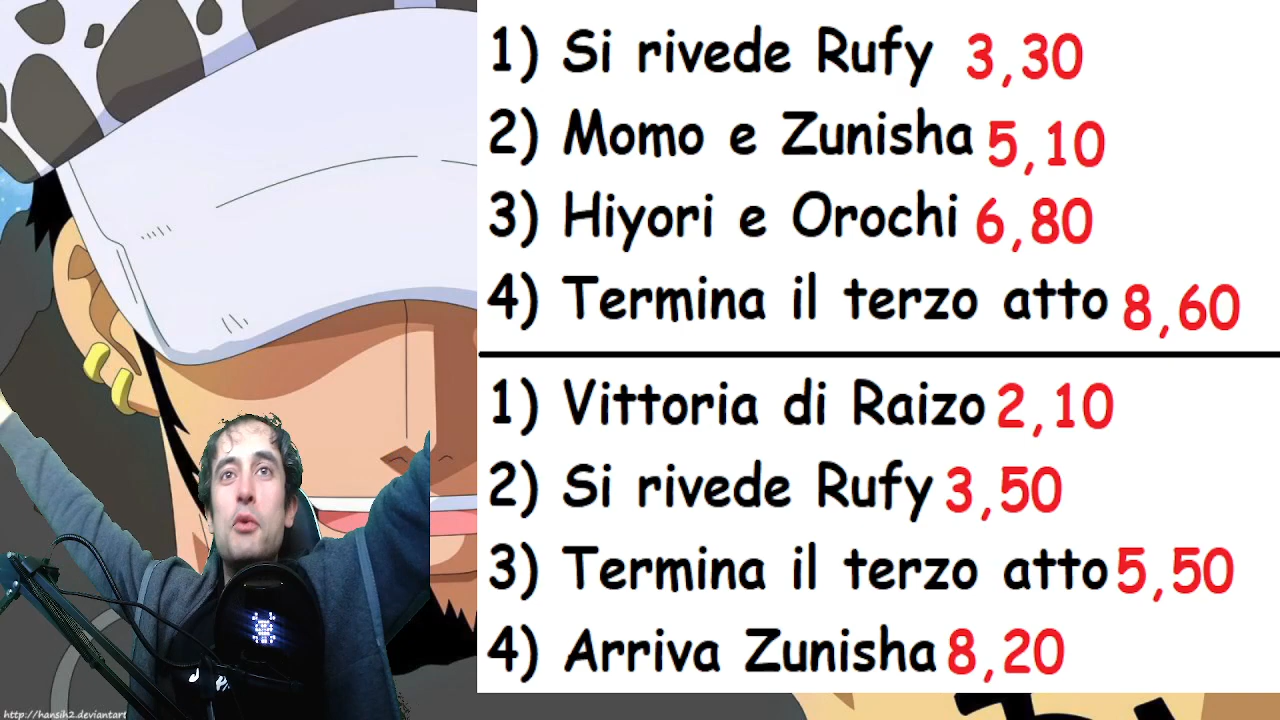 1) Si rivede Rufy 3,30
2) Momo e Zunisha 5,10
3) Hiyori e Orochi 6,80
4) Termina il terzo atto 8,60
1) Vittoria di Raizo 2,10
2) Si rivede Rufy 3,50
3) Termina il terzo atto 5,50
4) Arriva Zunisha 8,20
http://hansih2.deviantart